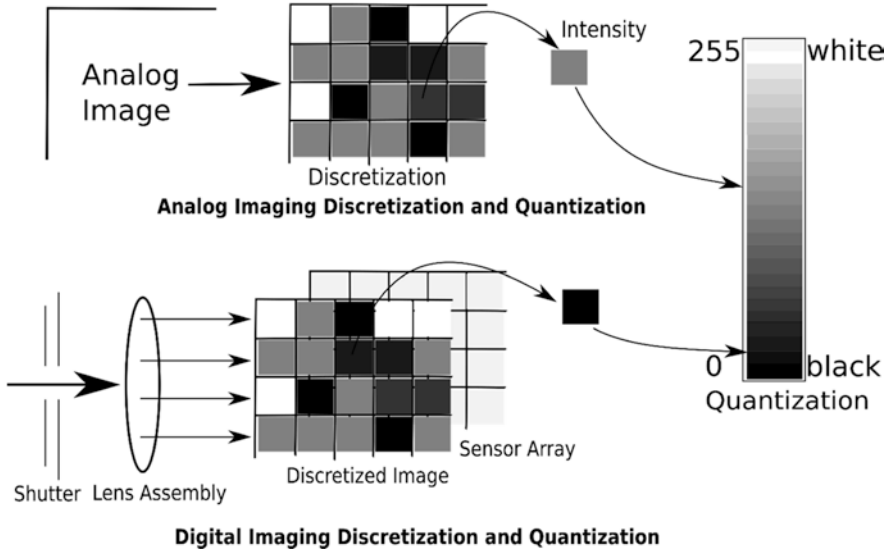 Analog
Image
Discretization
Intensity
255 white
Analog Imaging Discretization and Quantization
0 black
Quantization
Shutter
Lens Assembly
Discretized Image
Sensor Array
Digital Imaging Discretization and Quantization